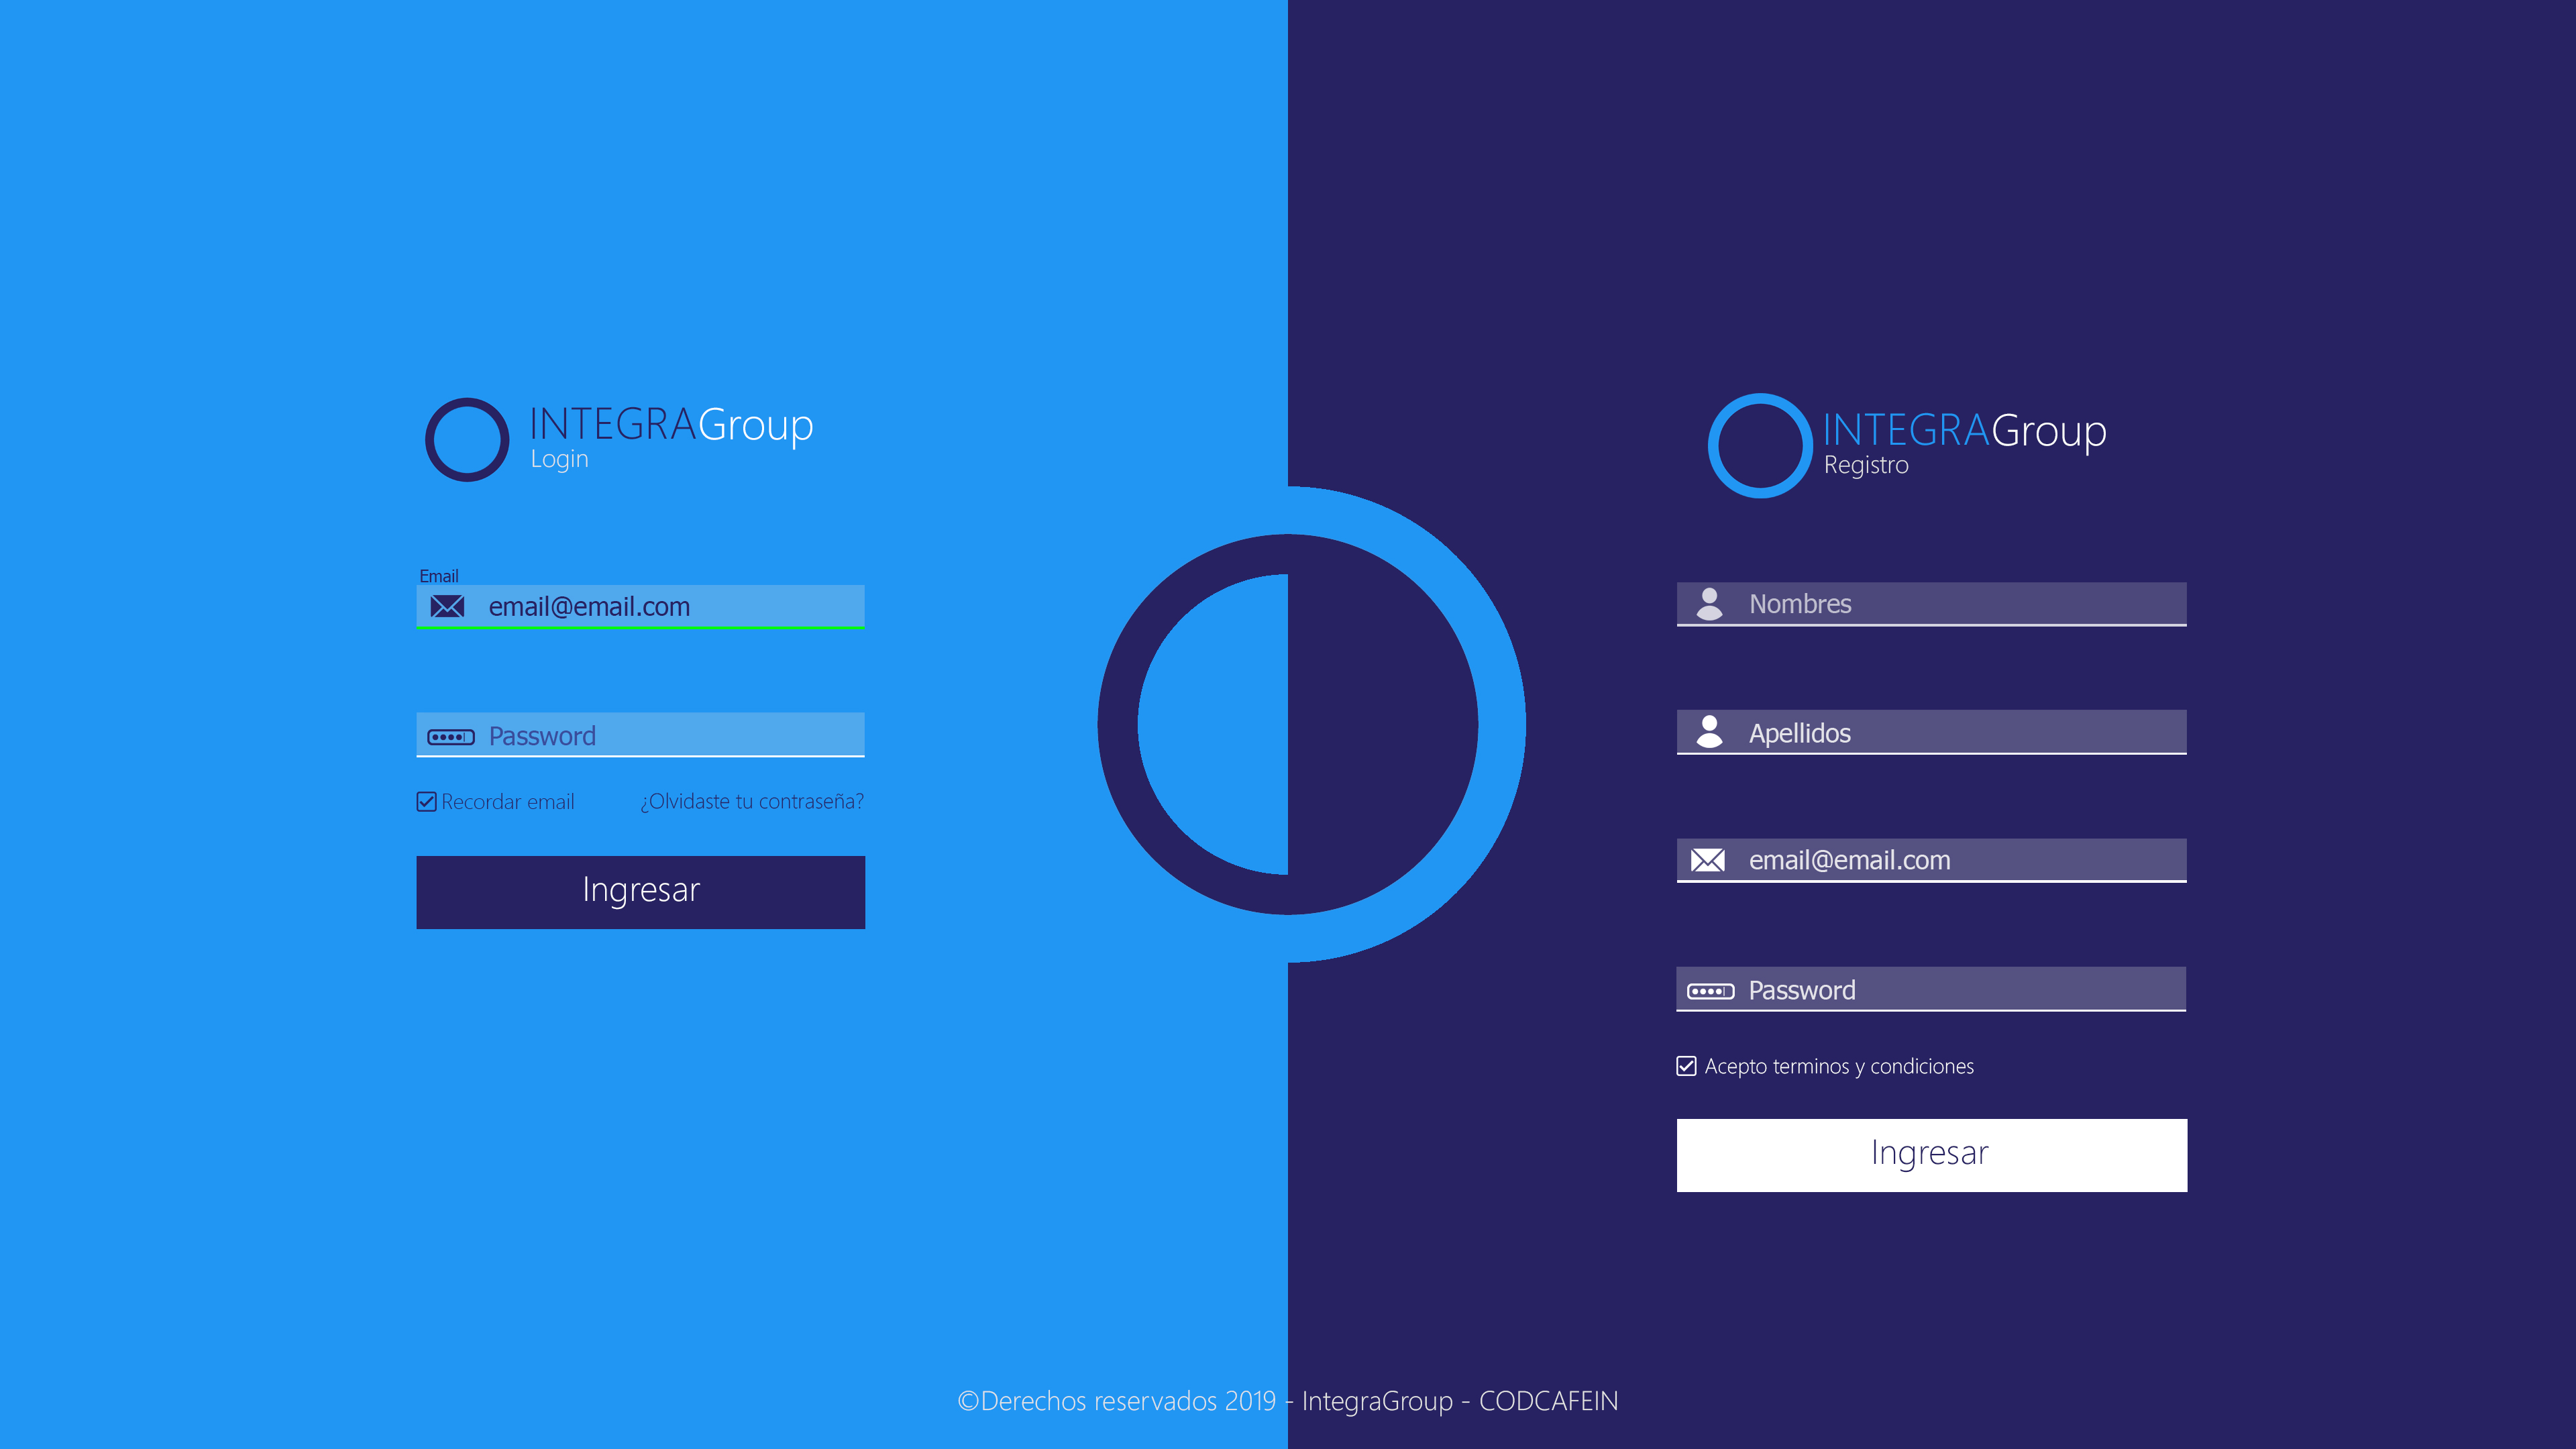 INTEGRAGroup
Login
Email
email@email.com
Password
Recordar email
¿Olvidaste tu contraseña?
Ingresar
INTEGRAGroup
Registro
Nombres
Apellidos
email@email.com
Password
Acepto terminos y condiciones
Ingresar
©Derechos reservados 2019 - IntegraGroup - CODCAFEIN